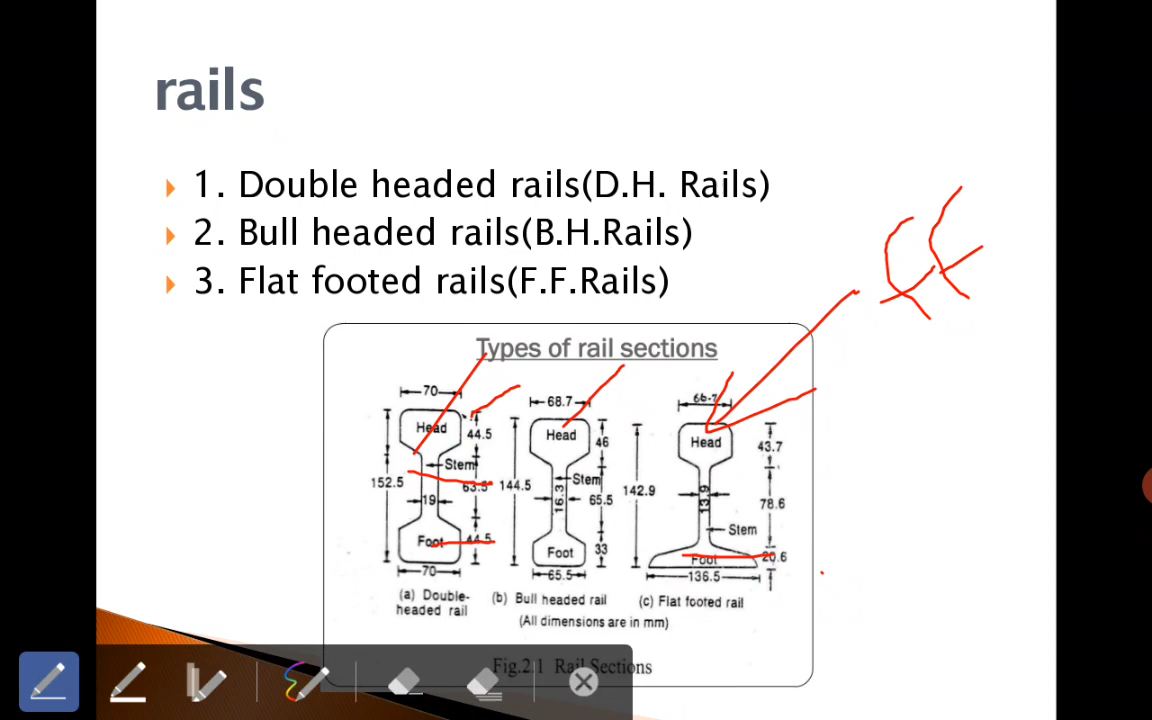 rails
1. Double headed rails(D.H. Rails)
2. Bull headed rails(B.H.Rails)
3. Flat footed rails(F.F.Rails)
FF
Types of rail sections
70
Head
44.5
Stem
152.5
63.5
19
Foot
44.5
70
(a) Double-
headed rail
68.7
Head
46
Stem
144.5
16.3
65.5
Foot
33
65.5
(b) Bull headed rail
66.7
Head
43.7
142.9
13.9
78.6
Stem
Foot
20.6
136.5
(c) Flat footed rail
(All dimensions are in mm)
Fig.2.1 Rail Sections